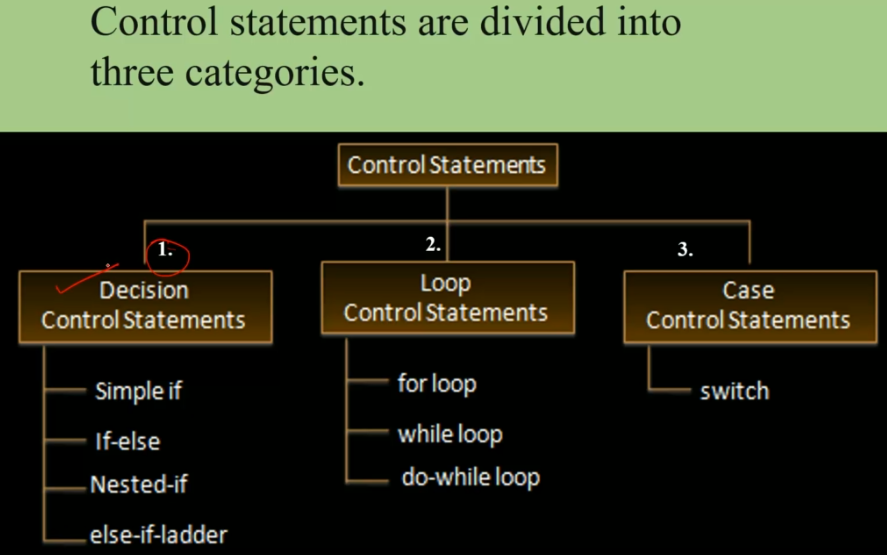 Control statements are divided into
three categories.
Control Statements
1.
2.
3.
Decision
Control Statements
Loop
Control Statements
Case
Control Statements
Simple if
If-else
Nested-if
else-if-ladder
for loop
while loop
do-while loop
switch